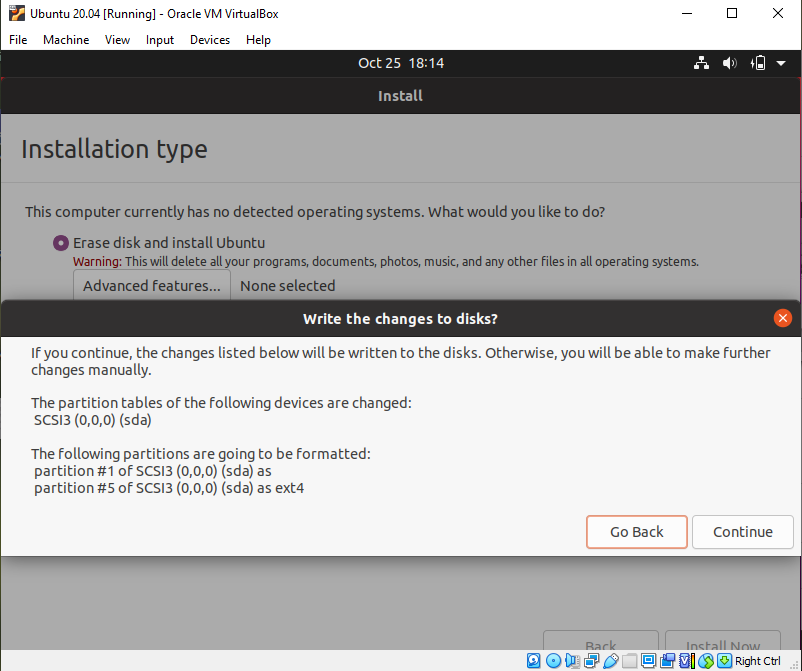 Ubuntu 20.04 [Running] - Oracle VM VirtualBox
File Machine View Input Devices Help
Oct 25 18:14
Install
Installation type
This computer currently has no detected operating systems. What would you like to do?
Erase disk and install Ubuntu
Warning: This will delete all your programs, documents, photos, music, and any other files in all operating systems.
Advanced features... None selected
Write the changes to disks?
If you continue, the changes listed below will be written to the disks. Otherwise, you will be able to make further
changes manually.
The partition tables of the following devices are changed:
SCSI3 (0,0,0) (sda)
The following partitions are going to be formatted:
partition #1 of SCSI3 (0,0,0) (sda) as
partition #5 of SCSI3 (0,0,0) (sda) as ext4
Go Back Continue
Back Install Now
Right Ctrl